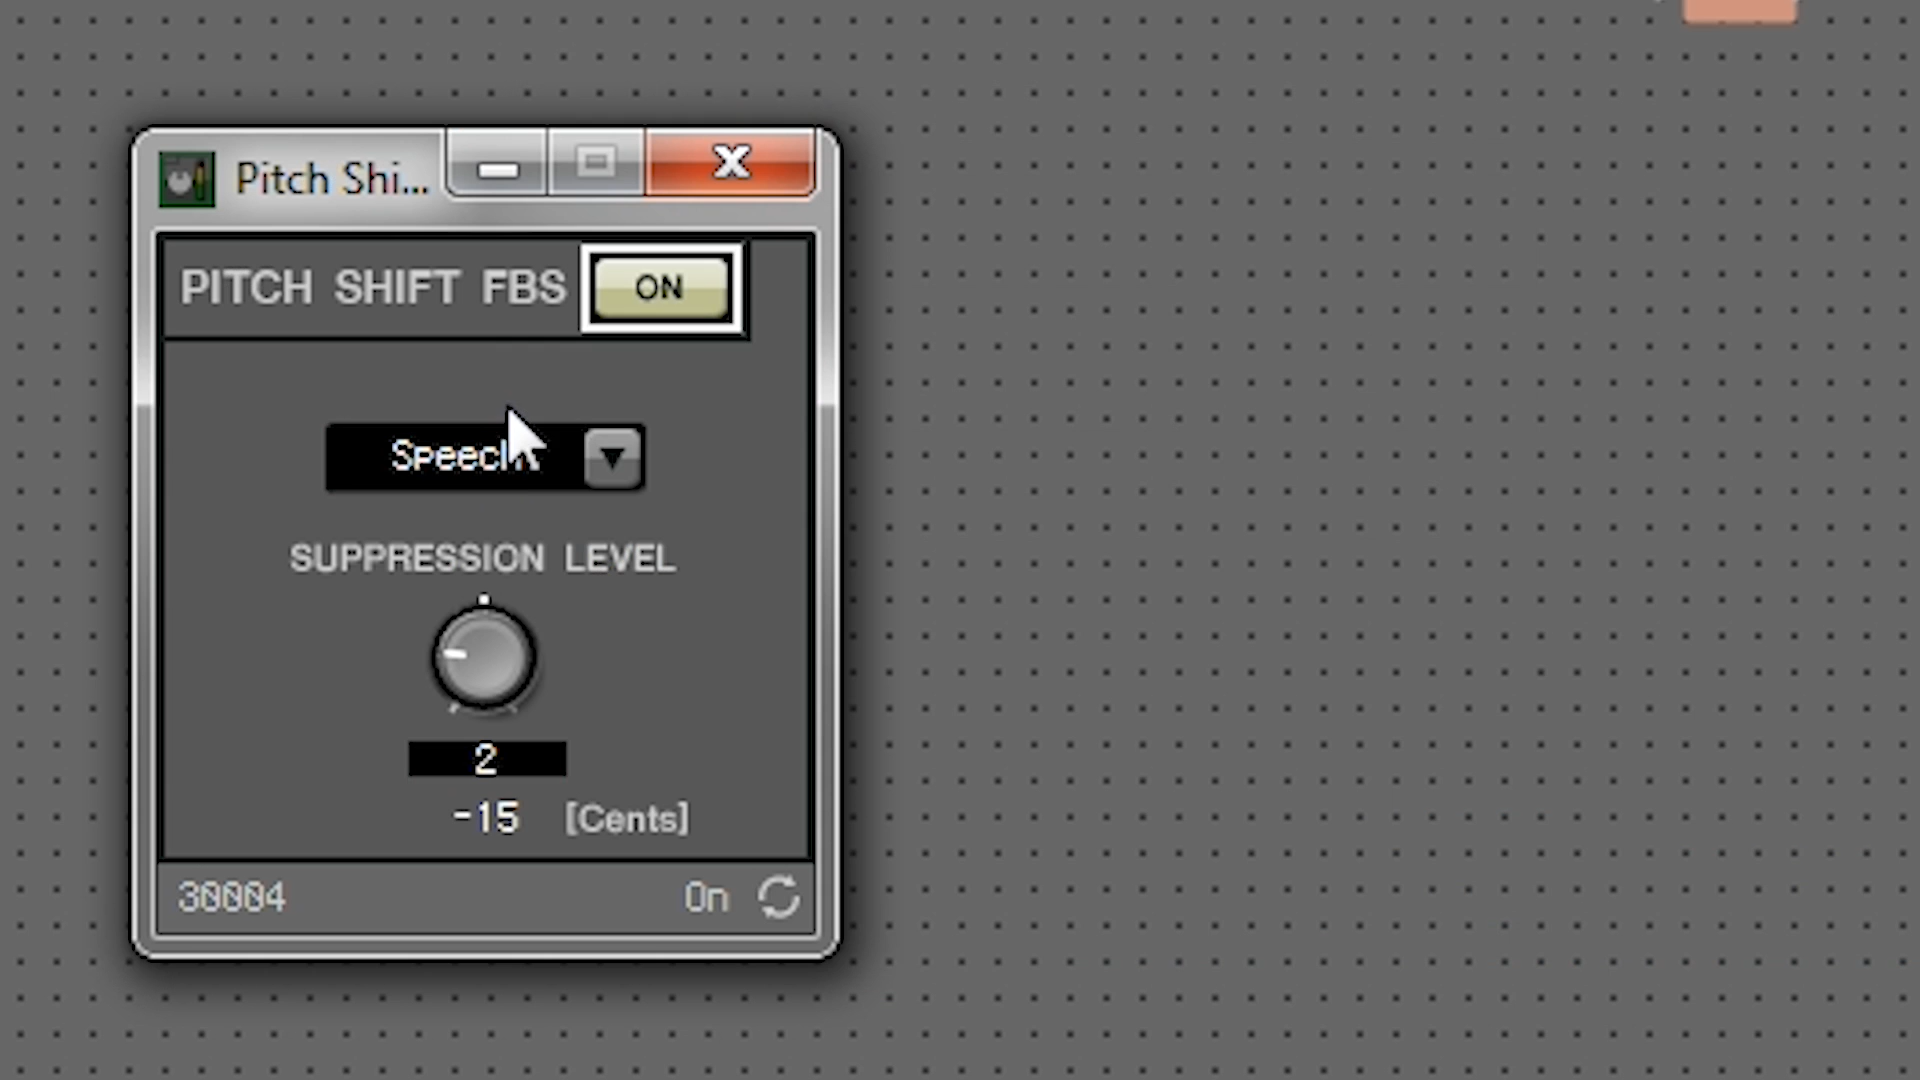 Pitch Shi...
PITCH SHIFT FBS ON
Speech
SUPPRESSION LEVEL
2
-15 [Cents]
30004 On